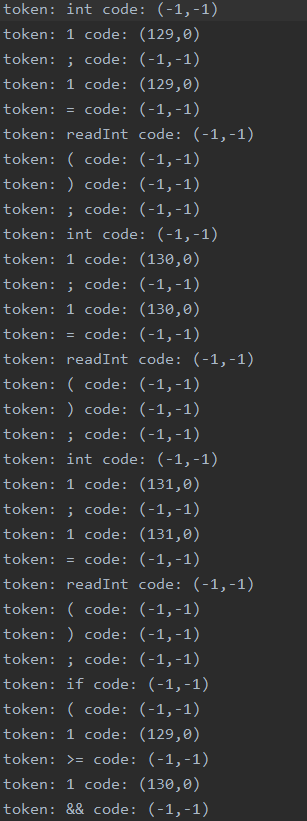 token: int code: (-1,-1)
token: 1 code: (129,0)
token: ; code: (-1,-1)
token: 1 code: (129,0)
token: = code: (-1,-1)
token: readInt code: (-1,-1)
token: ( code: (-1,-1)
token: ) code: (-1,-1)
token: ; code: (-1,-1)
token: int code: (-1,-1)
token: 1 code: (130,0)
token: ; code: (-1,-1)
token: 1 code: (130,0)
token: = code: (-1,-1)
token: readInt code: (-1,-1)
token: ( code: (-1,-1)
token: ) code: (-1,-1)
token: ; code: (-1,-1)
token: int code: (-1,-1)
token: 1 code: (131,0)
token: ; code: (-1,-1)
token: 1 code: (131,0)
token: = code: (-1,-1)
token: readInt code: (-1,-1)
token: ( code: (-1,-1)
token: ) code: (-1,-1)
token: ; code: (-1,-1)
token: if code: (-1,-1)
token: ( code: (-1,-1)
token: 1 code: (129,0)
token: >= code: (-1,-1)
token: 1 code: (130,0)
token: && code: (-1,-1)